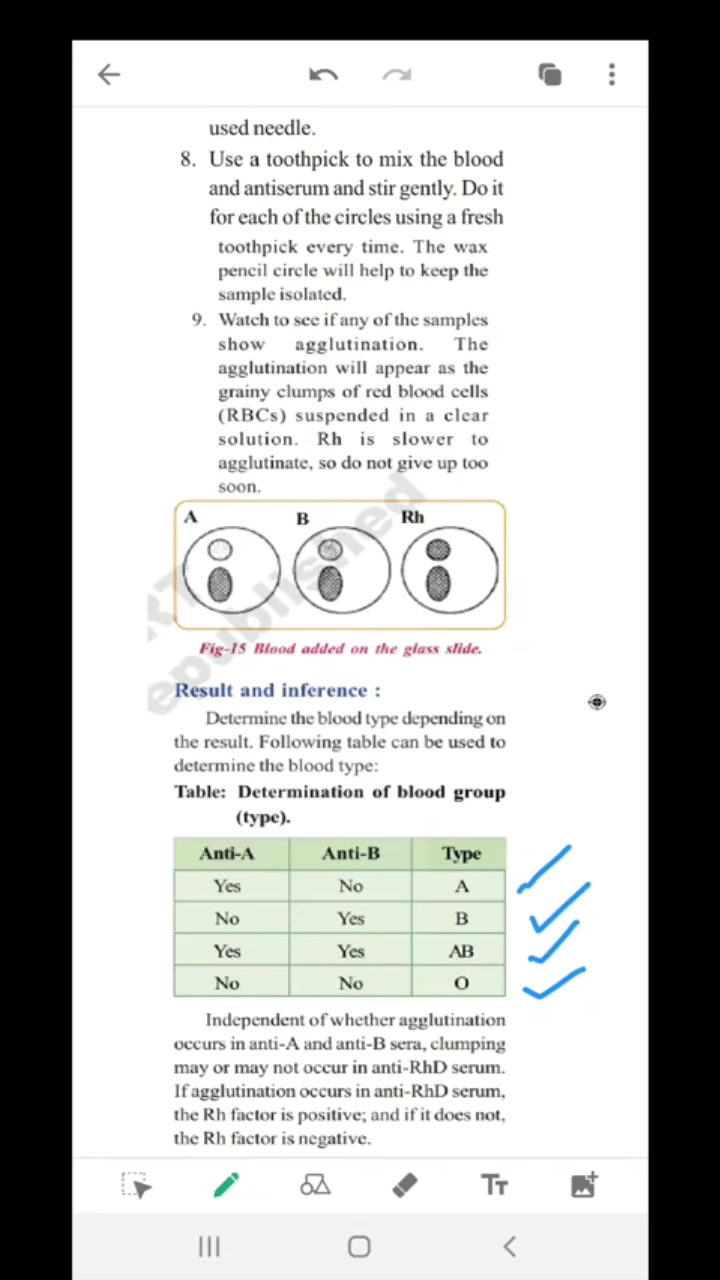 used needle.
8. Use a toothpick to mix the blood
and antiserum and stir gently. Do it
for each of the circles using a fresh
toothpick every time. The wax
pencil circle will help to keep the
sample isolated.
9. Watch to see if any of the samples
show agglutination. The
agglutination will appear as the
grainy clumps of red blood cells
(RBCs) suspended in a clear
solution. Rh is slower to
agglutinate, so do not give up too
soon.
A B Rh
Fig-15 Blood added on the glass slide.
Result and inference :
Determine the blood type depending on
the result. Following table can be used to
determine the blood type:
Table: Determination of blood group
(type).
Anti-A Anti-B Type
Yes No A
No Yes B
Yes Yes AB
No No O
Independent of whether agglutination
occurs in anti-A and anti-B sera, clumping
may or may not occur in anti-RhD serum.
If agglutination occurs in anti-RhD serum,
the Rh factor is positive; and if it does not,
the Rh factor is negative.
TT